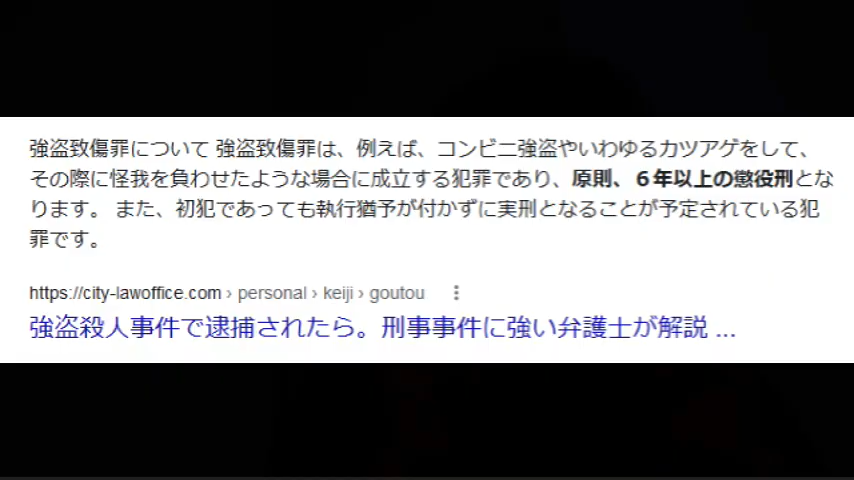 強盗致傷罪について 強盗致傷罪は、例えば、コンビニ強盗やいわゆるカツアゲをして、
その際に怪我を負わせたような場合に成立する犯罪であり、原則、６年以上の懲役刑とな
ります。 また、初犯であっても執行猶予が付かずに実刑となることが予定されている犯
罪です。
https://city-lawoffice.com › personal › keiji › goutou
強盗殺人事件で逮捕されたら。刑事事件に強い弁護士が解説 ...